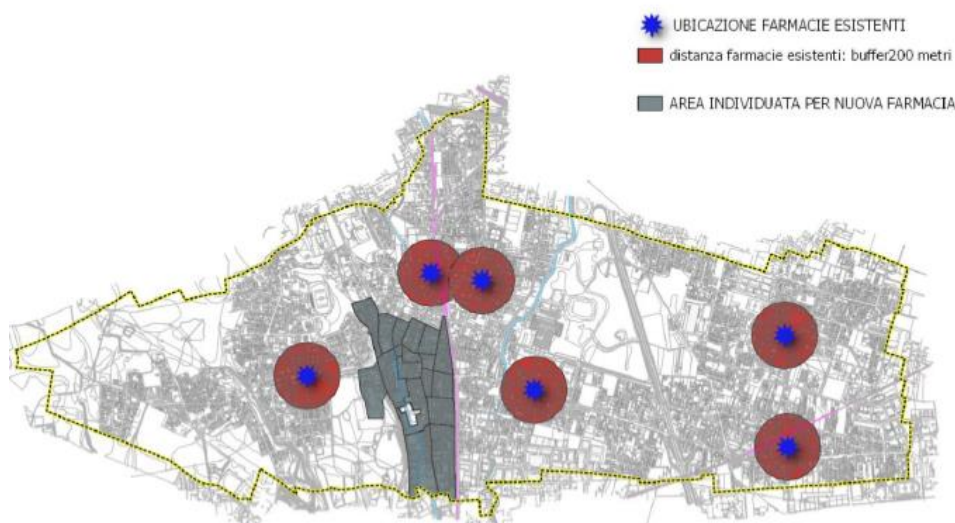 UBICAZIONE FARMACIE ESISTENTI
distanza farmacie esistenti: buffer200 metri
AREA INDIVIDUATA PER NUOVA FARMACIA